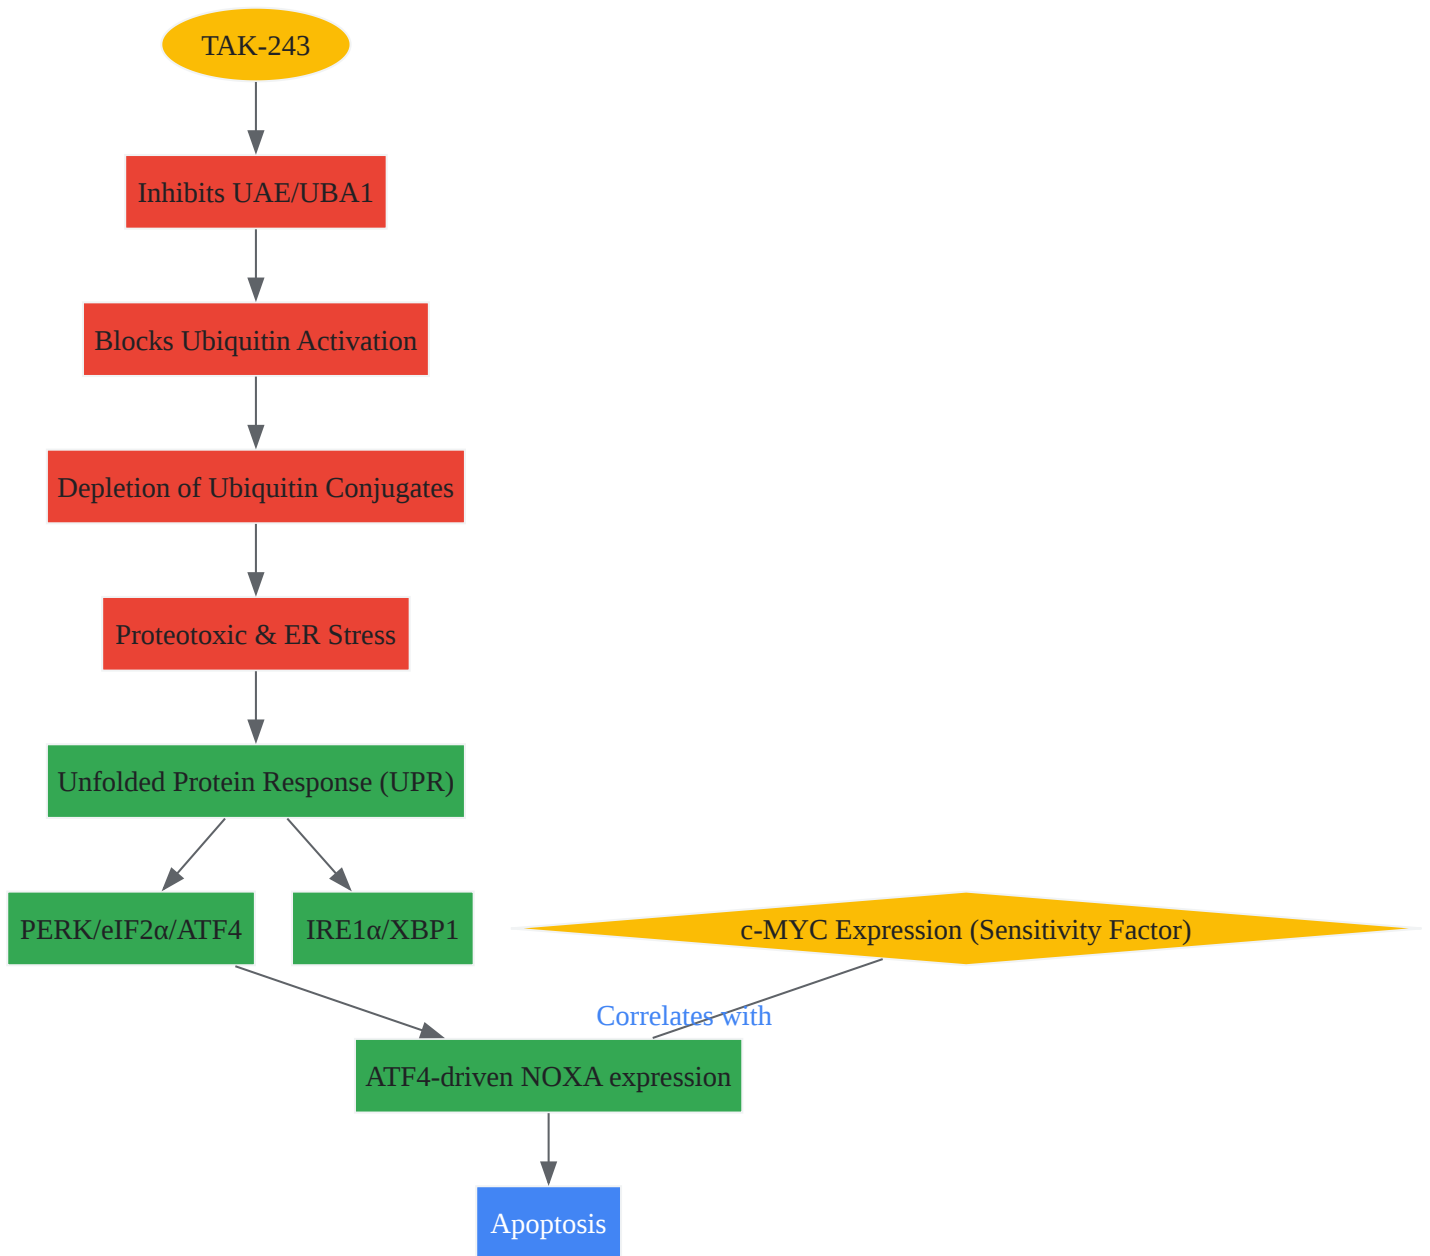 TAK-243
Inhibits UAE/UBA1
Blocks Ubiquitin Activation
Depletion of Ubiquitin Conjugates
Proteotoxic & ER Stress
Unfolded Protein Response (UPR)
PERK/eIF2α/ATF4
IRE1α/XBP1
c-MYC Expression (Sensitivity Factor)
Correlates with
ATF4-driven NOXA expression
Apoptosis